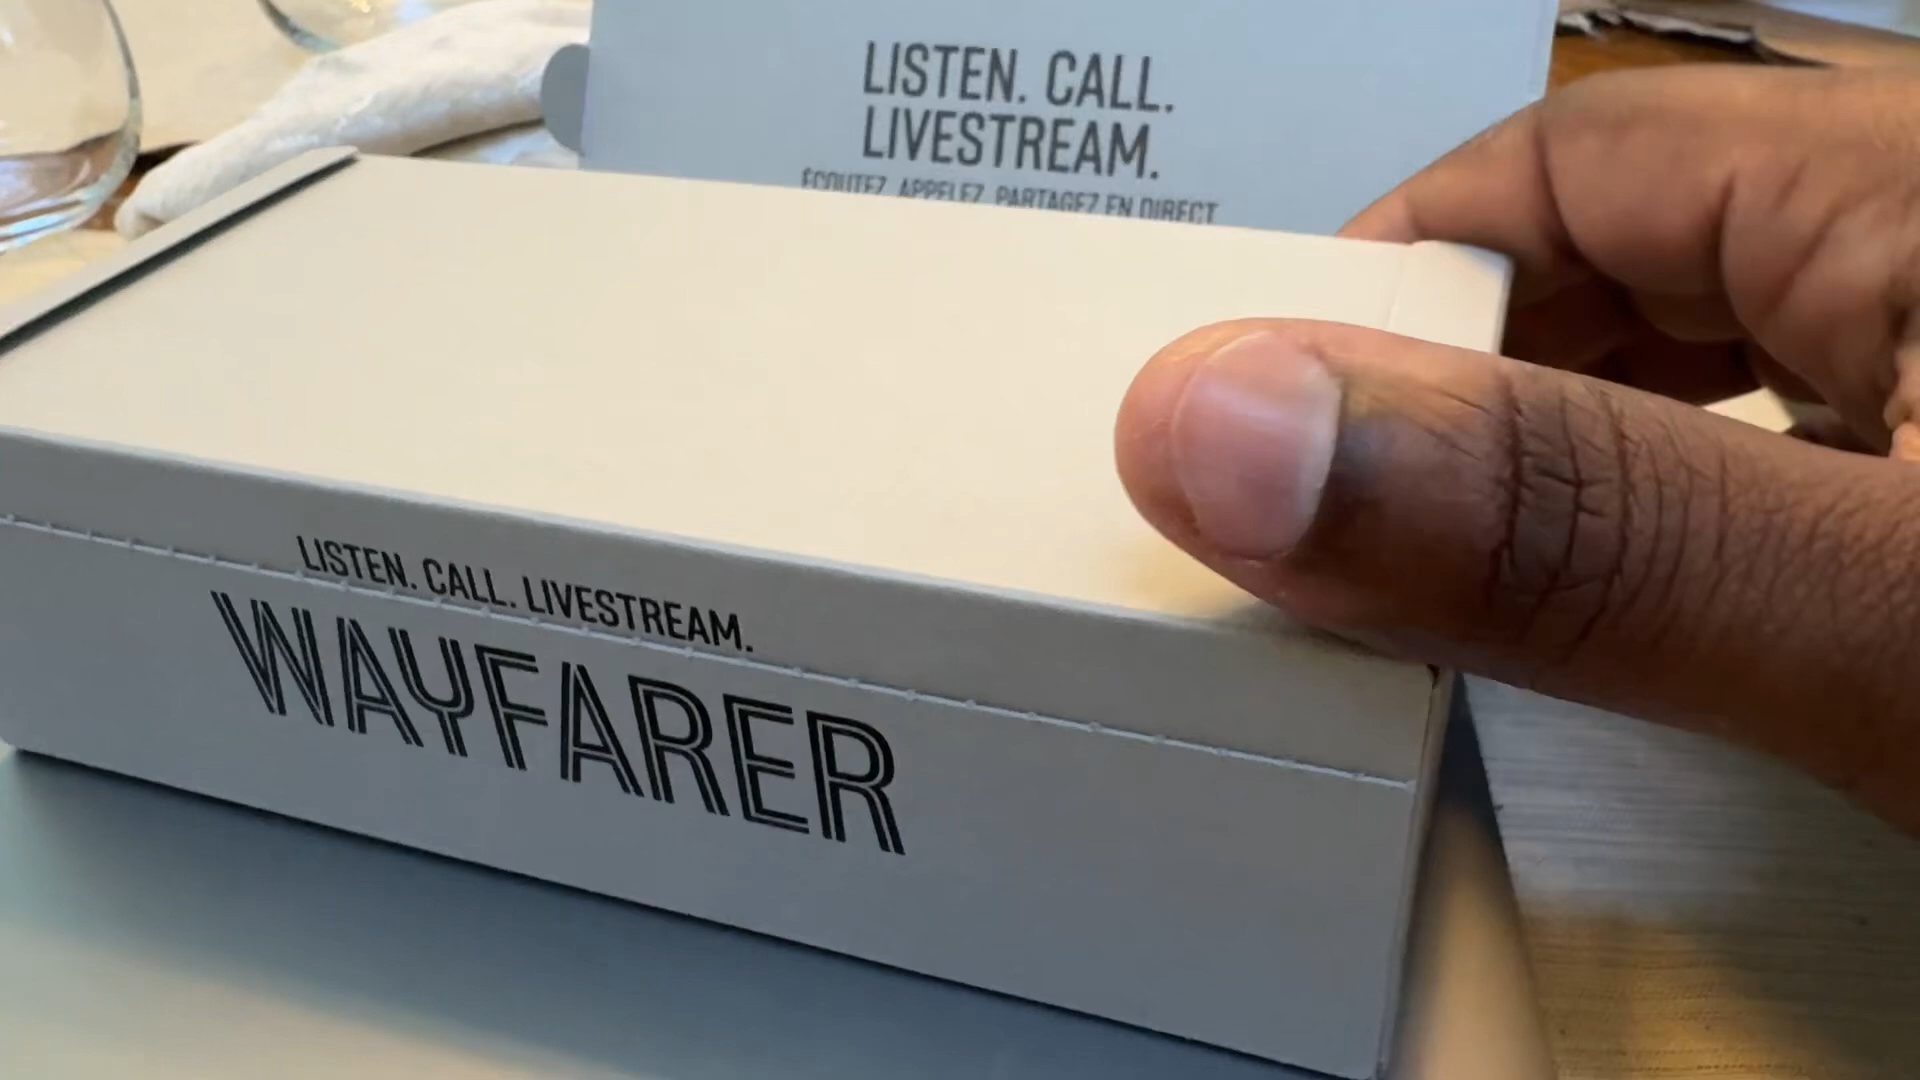 LISTEN. CALL.
LIVESTREAM.
ÉCOUTEZ. APPELEZ. PARTAGEZ EN DIRECT
LISTEN. CALL. LIVESTREAM.
WAYFARER